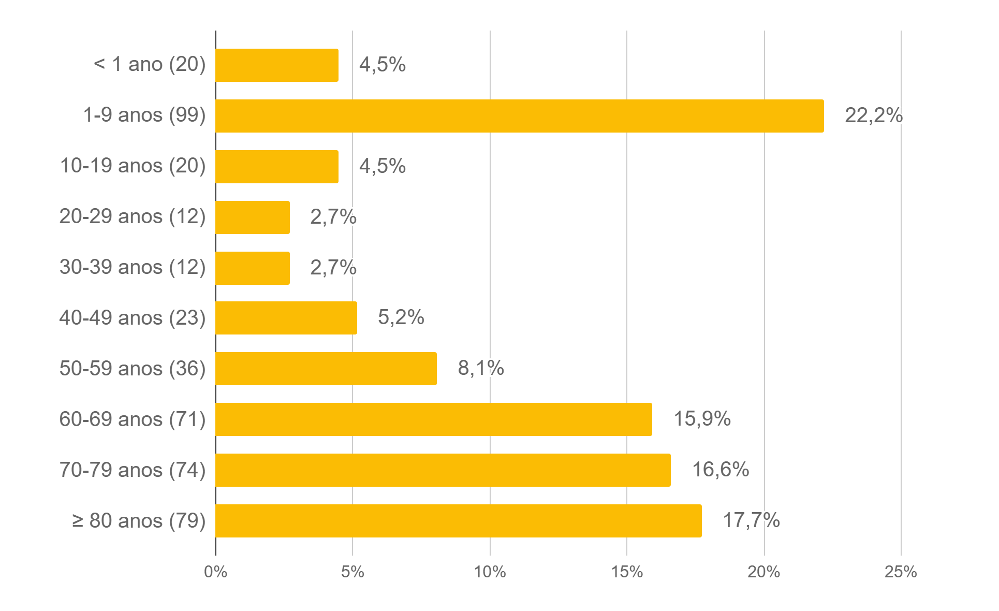 < 1 ano (20) 4,5%
1-9 anos (99) 22,2%
10-19 anos (20) 4,5%
20-29 anos (12) 2,7%
30-39 anos (12) 2,7%
40-49 anos (23) 5,2%
50-59 anos (36) 8,1%
60-69 anos (71) 15,9%
70-79 anos (74) 16,6%
≥ 80 anos (79) 17,7%
0% 5% 10% 15% 20% 25%